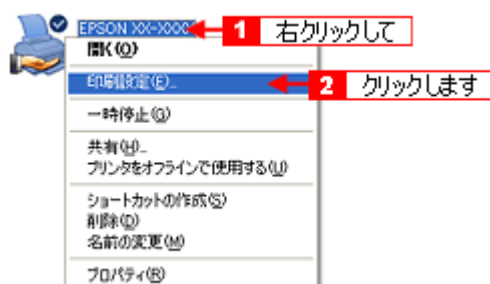 EPSON XX-XXXX
1 右クリックして
開く(O)
印刷設定(E)...
2 クリックします
一時停止(G)
共有(H)...
プリンタをオフラインで使用する(U)
ショートカットの作成(S)
削除(D)
名前の変更(M)
プロパティ(R)